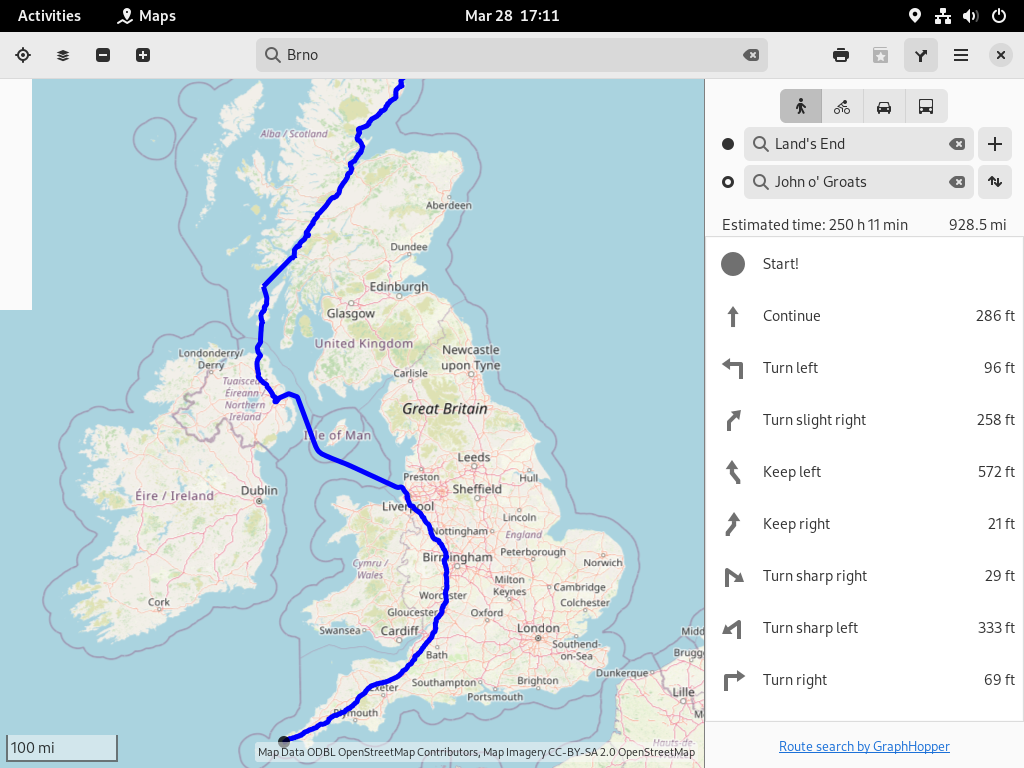 Activities
Maps
Mar 28 17:11
Brno
Land's End
John o' Groats
Estimated time: 250 h 11 min
928.5 mi
Start!
Continue
286 ft
Turn left
96 ft
Turn slight right
258 ft
Keep left
572 ft
Keep right
21 ft
Turn sharp right
29 ft
Turn sharp left
333 ft
Turn right
69 ft
Route search by GraphHopper
Alba / Scotland
Aberdeen
Dundee
Edinburgh
Glasgow
United Kingdom
Londonderry/
Derry
Newcastle
upon Tyne
Carlisle
Tuaisceart
Éireann
Northern
Ireland
Great Britain
Isle of Man
Leeds
Preston
Hull
Sheffield
Éire / Ireland
Dublin
Liverpool
Lincoln
Nottingham
England
Peterborough
Birmingham
Norwich
Cymru /
Wales
Milton
Keynes
Cambridge
Worcester
Colchester
Cork
Gloucester
Oxford
Swansea
Cardiff
London
Bath
Southend-
on-Sea
Midd
Brugg
Dunkerque
Exeter
Southampton
Brighton
Portsmouth
Lille
Plymouth
M
Hauts-de-
100 mi
Map Data ODBL OpenStreetMap Contributors, Map Imagery CC-BY-SA 2.0 OpenStreetMap